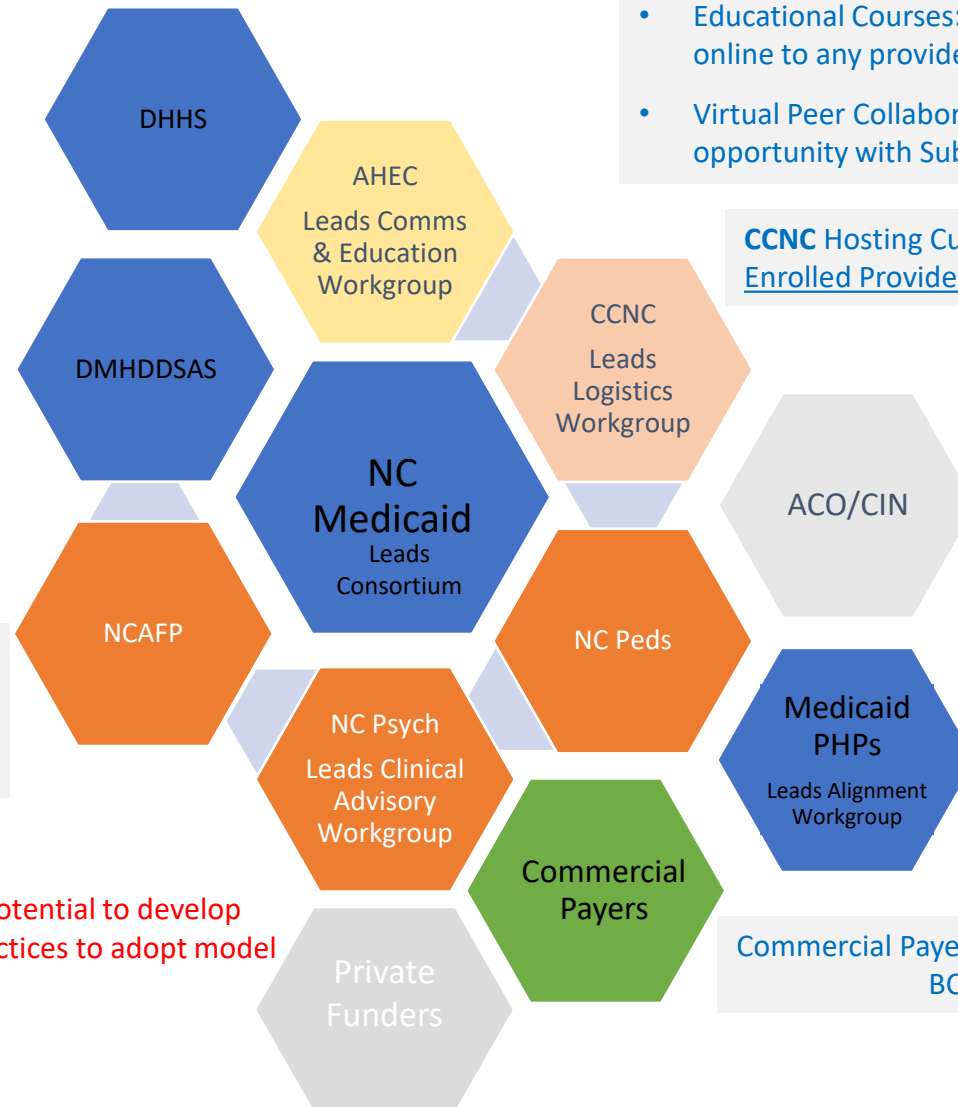 Educational Courses:
online to any provide
Virtual Peer Collabor
opportunity with Sub
DHHS
AHEC
Leads Comms
& Education
Workgroup
CCNC Hosting Cu
Enrolled Provide
CCNC
Leads
Logistics
Workgroup
DMHDDSAS
NC
Medicaid
Leads
Consortium
ACO/CIN
NCAFP
NC Peds
NC Psych
Leads Clinical
Advisory
Workgroup
Medicaid
PHPs
Leads Alignment
Workgroup
Commercial
Payers
otential to develop
ctices to adopt model
Private
Funders
Commercial Paye
BC